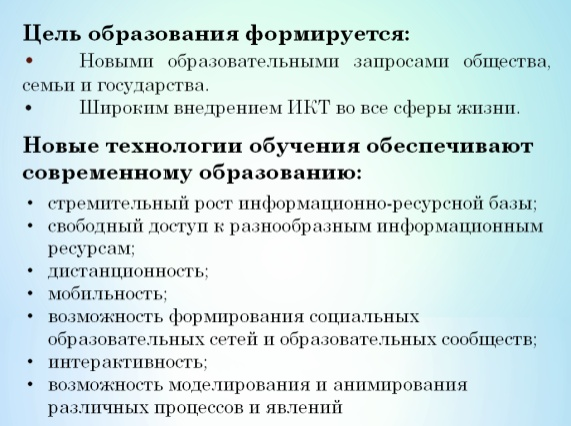 Цель образования формируется:
• Новыми образовательными запросами общества,
семьи и государства.
• Широким внедрением ИКТ во все сферы жизни.
Новые технологии обучения обеспечивают
современному образованию:
• стремительный рост информационно-ресурсной базы;
• свободный доступ к разнообразным информационным
ресурсам;
• дистанционность;
• мобильность;
• возможность формирования социальных
образовательных сетей и образовательных сообществ;
• интерактивность;
• возможность моделирования и анимирования
различных процессов и явлений